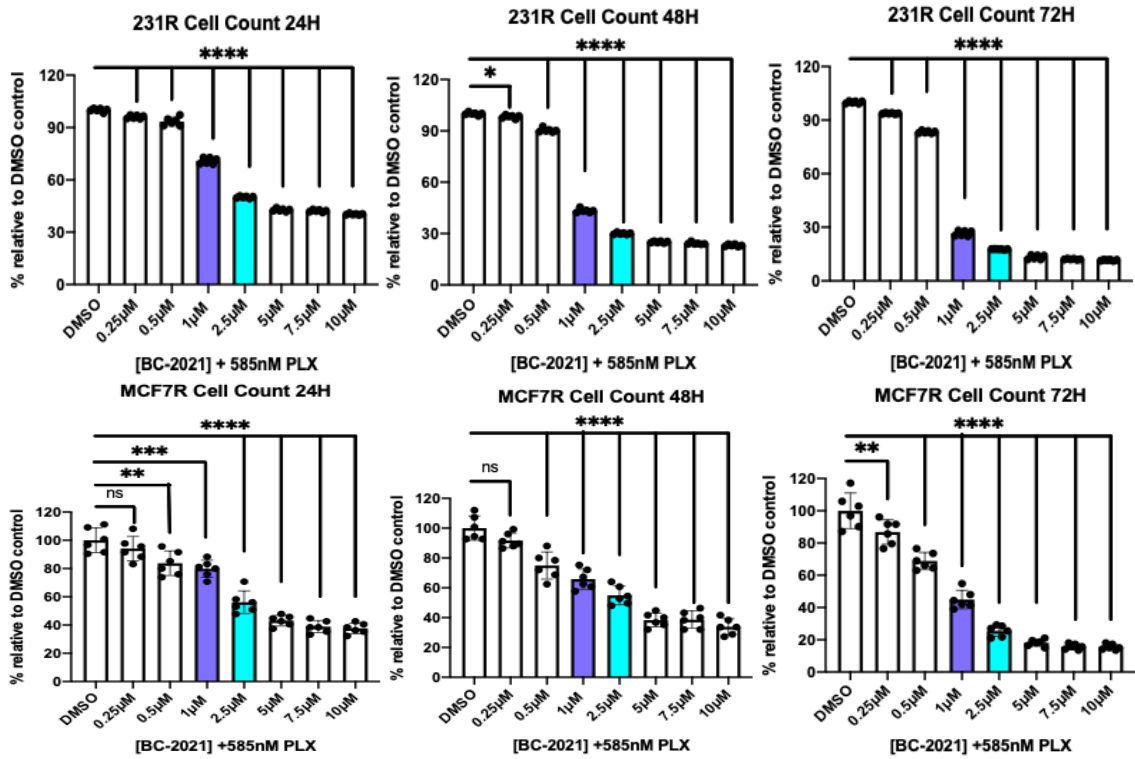 231R Cell Count 24H
****
% relative to DMSO control
120
90
60
30
0
DMSO
0.25µM
0.5µM
1µM
2.5µM
5µM
7.5µM
10µM
[BC-2021] + 585nM PLX
231R Cell Count 48H
****
*
% relative to DMSO control
120
90
60
30
0
DMSO
0.25µM
0.5µM
1µM
2.5µM
5µM
7.5µM
10µM
[BC-2021] + 585nM PLX
231R Cell Count 72H
****
% relative to DMSO control
120
90
60
30
0
DMSO
0.25µM
0.5µM
1µM
2.5µM
5µM
7.5µM
10µM
[BC-2021] + 585nM PLX
MCF7R Cell Count 24H
****
***
**
ns
% relative to DMSO control
120
100
80
60
40
20
0
DMSO
0.25µM
0.5µM
1µM
2.5µM
5µM
7.5µM
10µM
[BC-2021] +585nM PLX
MCF7R Cell Count 48H
****
ns
% relative to DMSO control
120
100
80
60
40
20
0
DMSO
0.25µM
0.5µM
1µM
2.5µM
5µM
7.5µM
10µM
[BC-2021] +585nM PLX
MCF7R Cell Count 72H
****
**
% relative to DMSO control
120
100
80
60
40
20
0
DMSO
0.25µM
0.5µM
1µM
2.5µM
5µM
7.5µM
10µM
[BC-2021] +585nM PLX